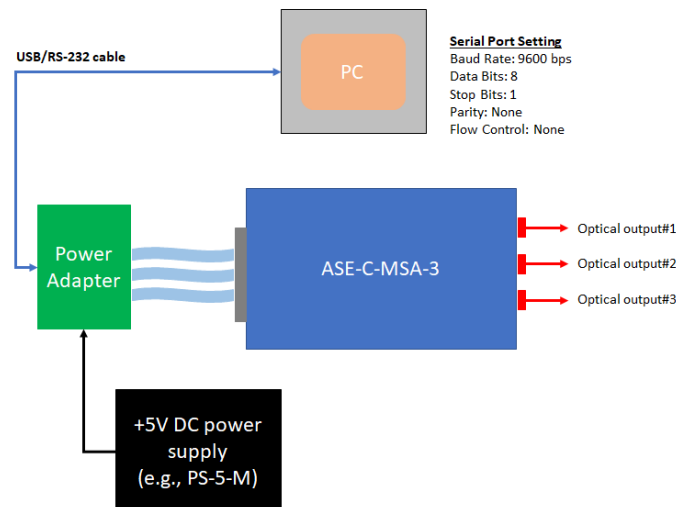 USB/RS-232 cable
PC
Serial Port Setting
Baud Rate: 9600 bps
Data Bits: 8
Stop Bits: 1
Parity: None
Flow Control: None
Power
Adapter
ASE-C-MSA-3
Optical output#1
Optical output#2
Optical output#3
+5V DC power
supply
(e.g., PS-5-M)